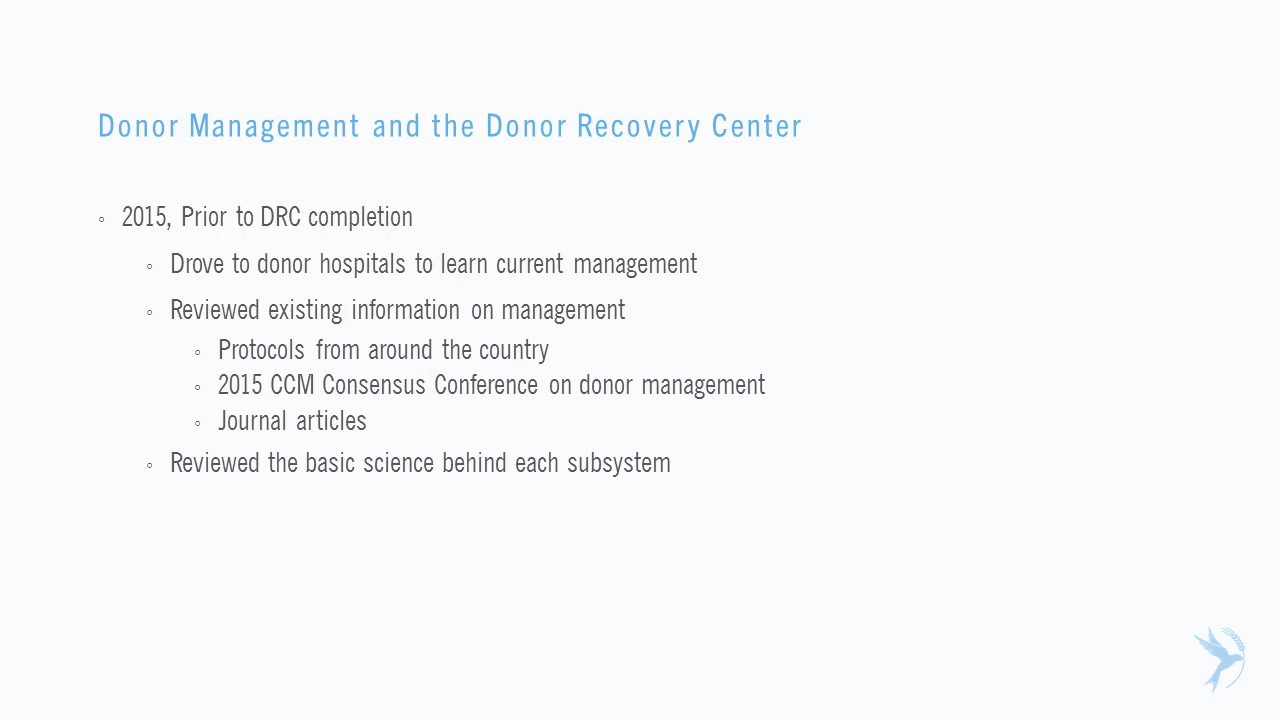 Donor Management and the Donor Recovery Center
2015, Prior to DRC completion
Drove to donor hospitals to learn current management
Reviewed existing information on management
Protocols from around the country
2015 CCM Consensus Conference on donor management
Journal articles
Reviewed the basic science behind each subsystem